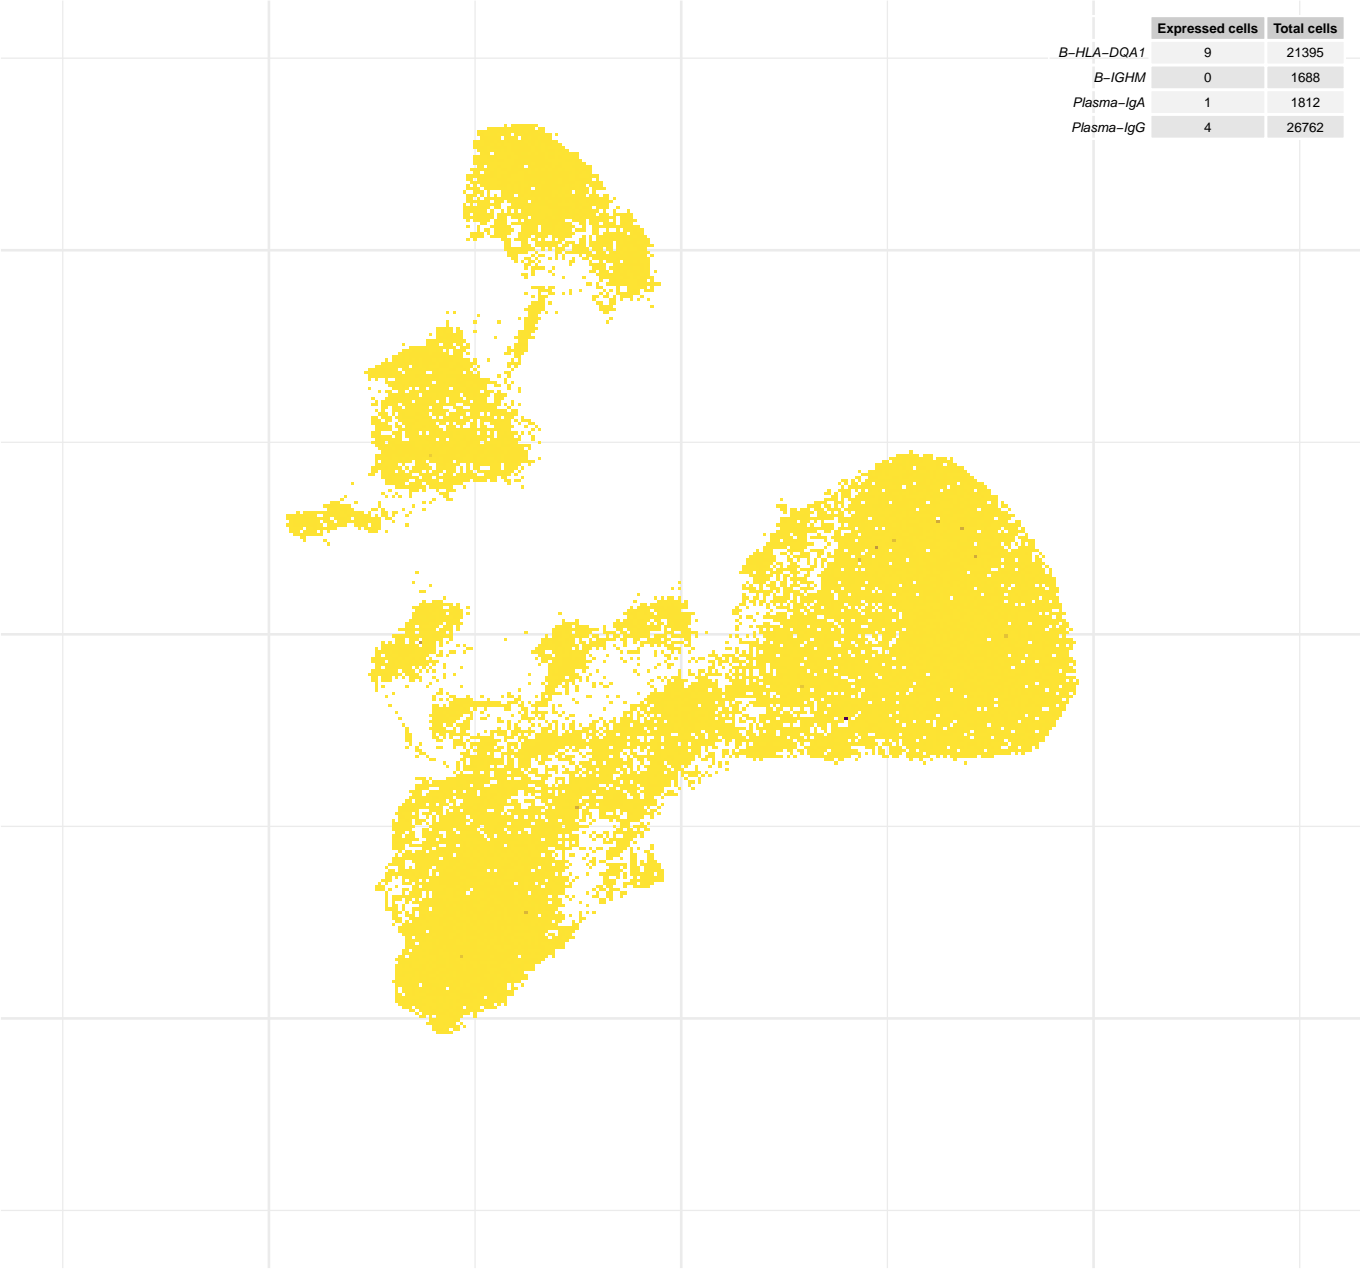 Expressed cells Total cells
B−HLA−DQA1 9 21395
B−IGHM 0 1688
Plasma−IgA 1 1812
Plasma−IgG 4 26762